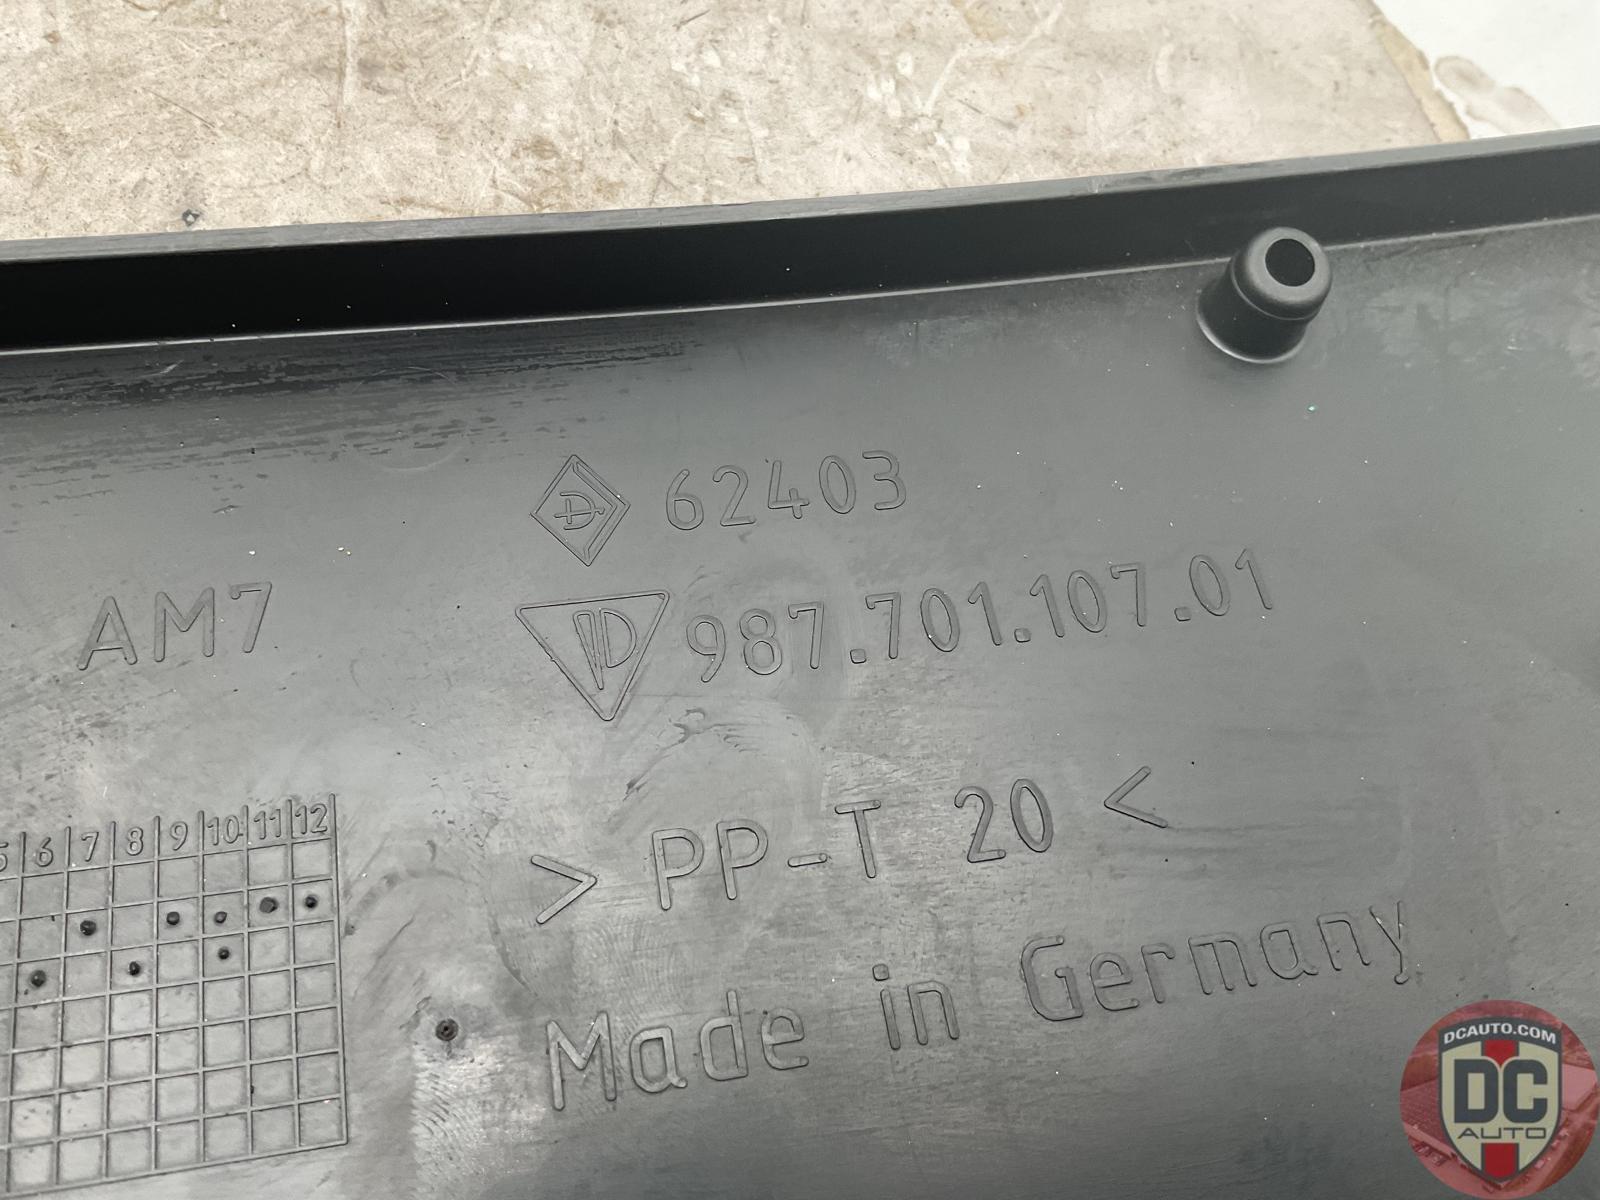 62403
AM7
987.701.107.01
5 6 7 8 9 10 11 12
> PP-T 20 <
Made in Germany
DCAUTO.COM
DC
AUTO